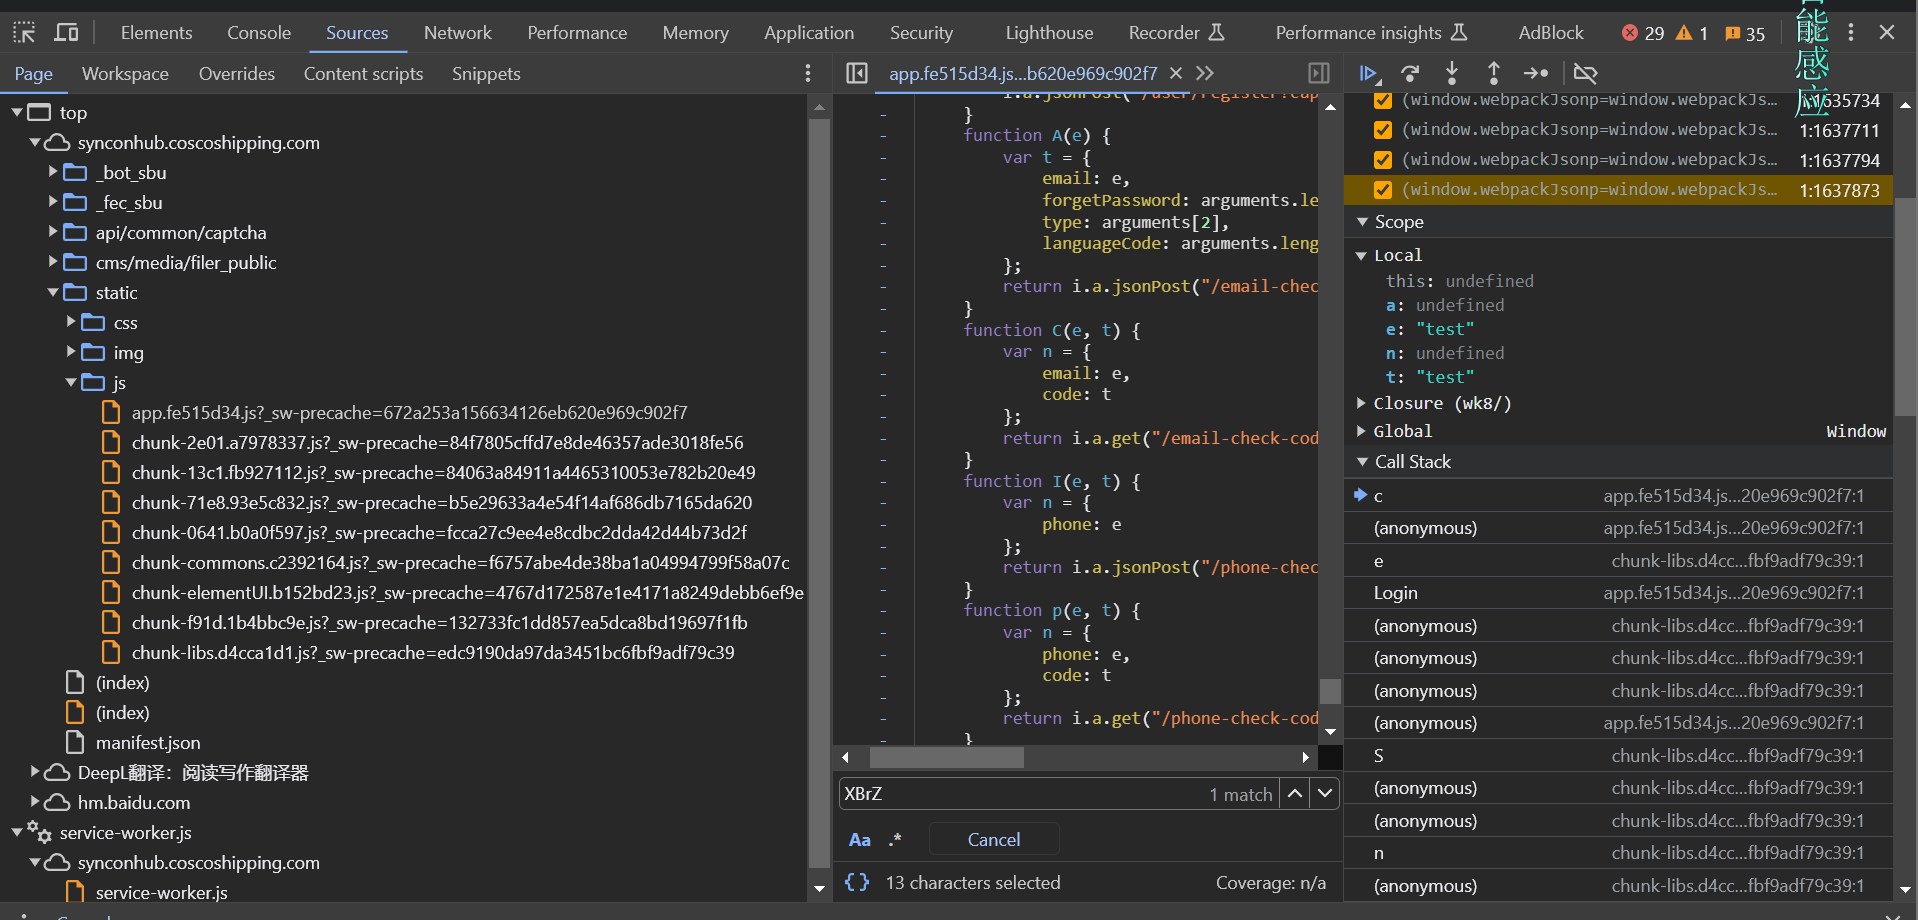 Elements Console Sources Network Performance Memory Application Security Lighthouse Recorder Performance insights AdBlock 29 1 35
智能感应
Page Workspace Overrides Content scripts Snippets
top
synconhub.coscoshipping.com
_bot_sbu
_fec_sbu
api/common/captcha
cms/media/filer_public
static
css
img
js
app.fe515d34.js?_sw-precache=672a253a156634126eb620e969c902f7
chunk-2e01.a7978337.js?_sw-precache=84f7805cffd7e8de46357ade3018fe56
chunk-13c1.fb927112.js?_sw-precache=84063a84911a4465310053e782b20e49
chunk-71e8.93e5c832.js?_sw-precache=b5e29633a4e54f14af686db7165da620
chunk-0641.b0a0f597.js?_sw-precache=fcca27c9ee4e8cdbc2dda42d44b73d2f
chunk-commons.c2392164.js?_sw-precache=f6757abe4de38ba1a04994799f58a07c
chunk-elementUI.b152bd23.js?_sw-precache=4767d172587e1e4171a8249debb6ef9e
chunk-f91d.1b4bbc9e.js?_sw-precache=132733fc1dd857ea5dca8bd19697f1fb
chunk-libs.d4cca1d1.js?_sw-precache=edc9190da97da3451bc6fbf9adf79c39
(index)
(index)
manifest.json
DeepL翻译：阅读写作翻译器
hm.baidu.com
service-worker.js
synconhub.coscoshipping.com
service-worker.js
app.fe515d34.js...b620e969c902f7
i.a.jsonPost("/user/register?cap
}
function A(e) {
var t = {
email: e,
forgetPassword: arguments.le
type: arguments[2],
languageCode: arguments.leng
};
return i.a.jsonPost("/email-chec
}
function C(e, t) {
var n = {
email: e,
code: t
};
return i.a.get("/email-check-cod
}
function I(e, t) {
var n = {
phone: e
};
return i.a.jsonPost("/phone-chec
}
function p(e, t) {
var n = {
phone: e,
code: t
};
return i.a.get("/phone-check-cod
}
XBrZ 1 match
Aa .* Cancel
{} 13 characters selected Coverage: n/a
(window.webpackJsonp=window.webpackJs... 1:1635734
(window.webpackJsonp=window.webpackJs... 1:1637711
(window.webpackJsonp=window.webpackJs... 1:1637794
(window.webpackJsonp=window.webpackJs... 1:1637873
Scope
Local
this: undefined
a: undefined
e: "test"
n: undefined
t: "test"
Closure (wk8/)
Global Window
Call Stack
c app.fe515d34.js...20e969c902f7:1
(anonymous) app.fe515d34.js...20e969c902f7:1
e chunk-libs.d4cc...fbf9adf79c39:1
Login app.fe515d34.js...20e969c902f7:1
(anonymous) chunk-libs.d4cc...fbf9adf79c39:1
(anonymous) chunk-libs.d4cc...fbf9adf79c39:1
(anonymous) chunk-libs.d4cc...fbf9adf79c39:1
(anonymous) app.fe515d34.js...20e969c902f7:1
S chunk-libs.d4cc...fbf9adf79c39:1
(anonymous) chunk-libs.d4cc...fbf9adf79c39:1
(anonymous) chunk-libs.d4cc...fbf9adf79c39:1
n chunk-libs.d4cc...fbf9adf79c39:1
(anonymous) chunk-libs.d4cc...fbf9adf79c39:1